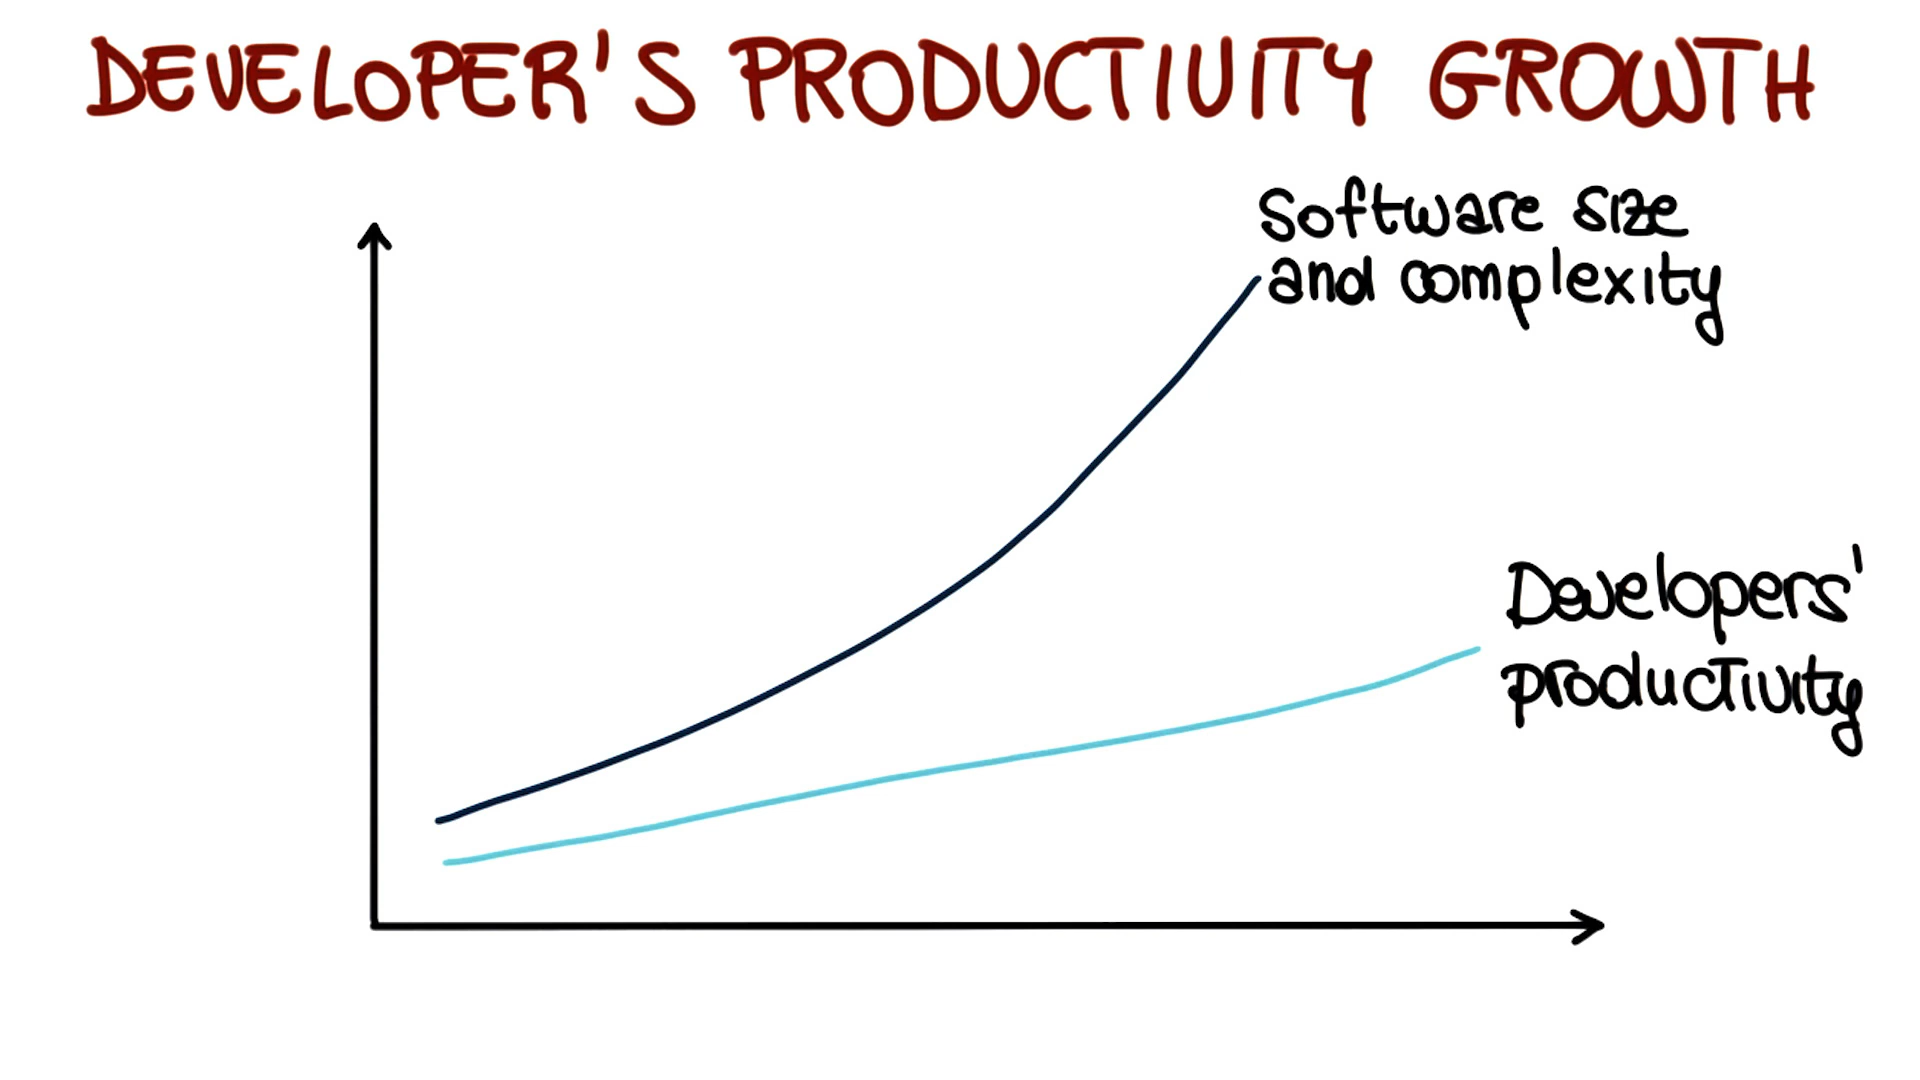 DEVELOPER'S PRODUCTIVITY GROWTH
Software size
and complexity
Developers'
productivity